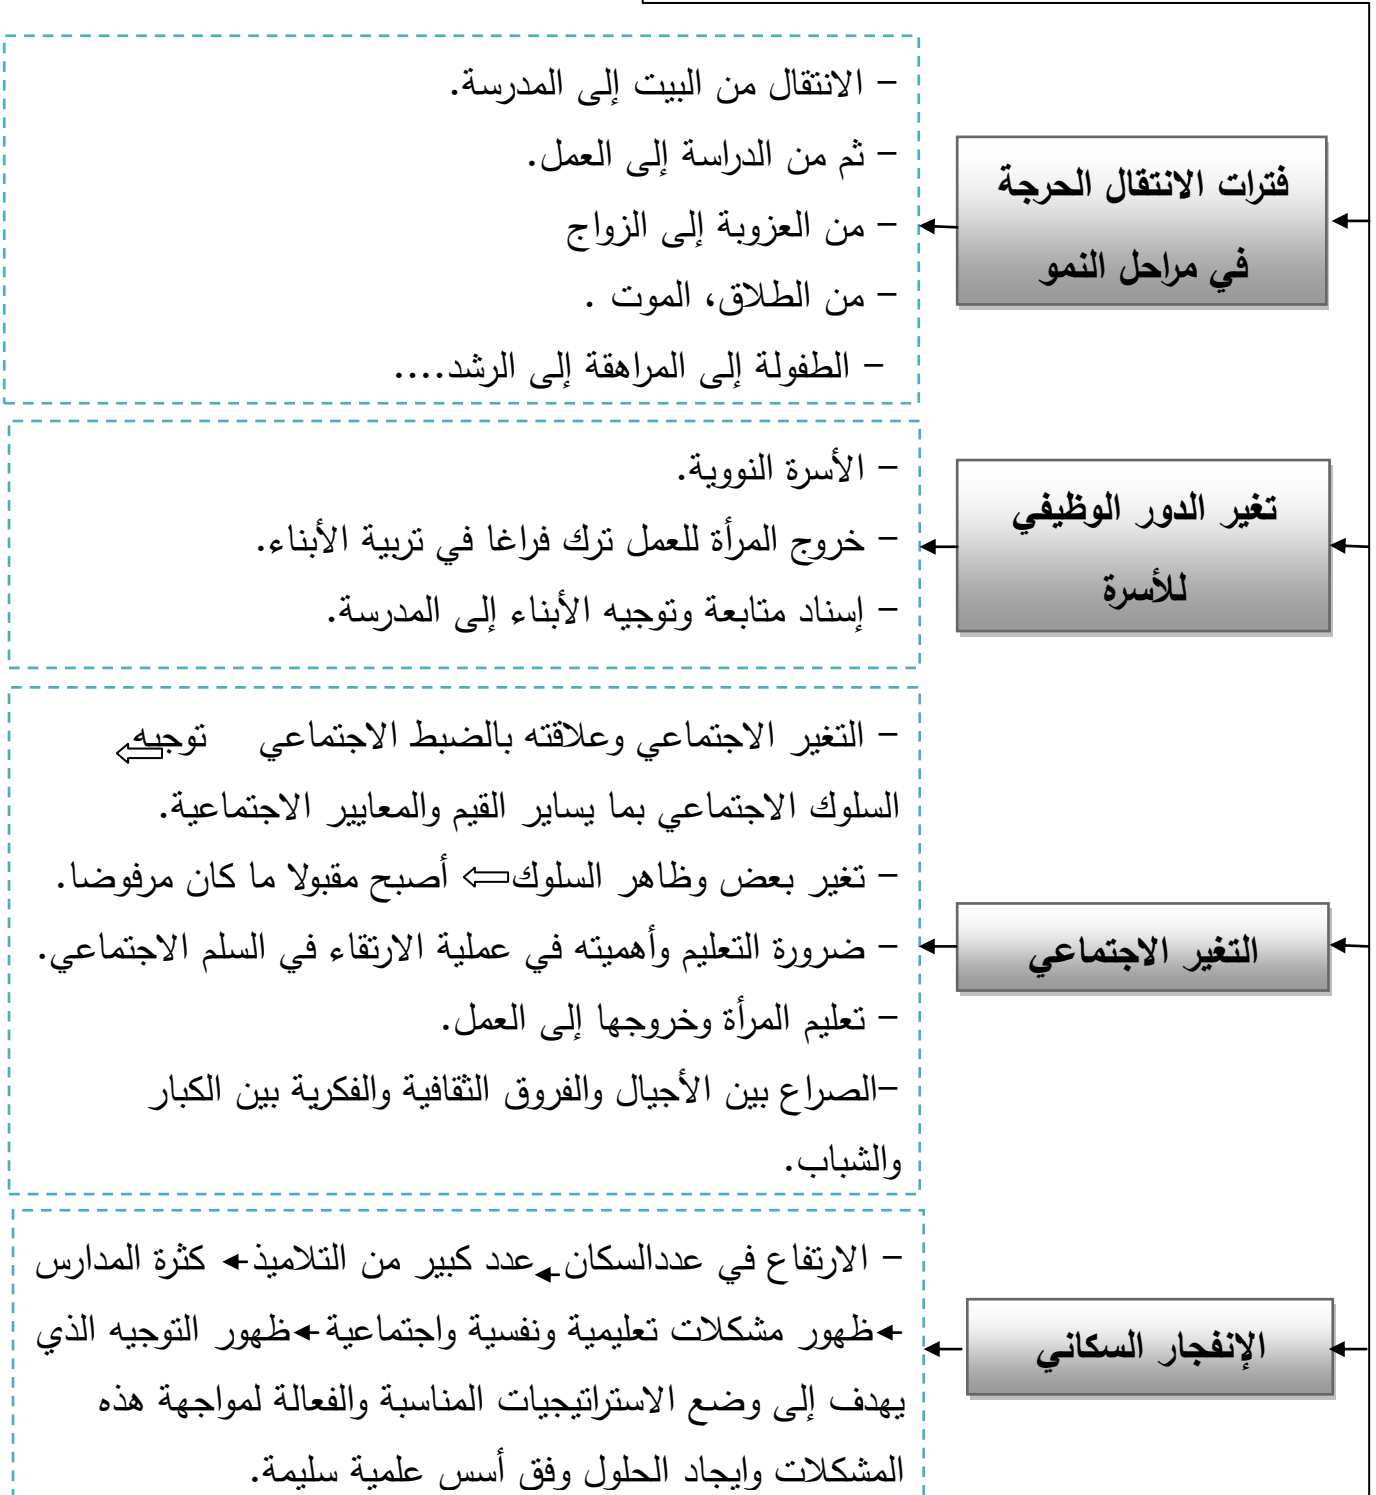 فترات الانتقال الحرجة
في مراحل النمو
– الانتقال من البيت إلى المدرسة.
– ثم من الدراسة إلى العمل.
– من العزوبة إلى الزواج
– من الطلاق، الموت .
– الطفولة إلى المراهقة إلى الرشد....
تغير الدور الوظيفي
للأسرة
– الأسرة النووية.
– خروج المرأة للعمل ترك فراغا في تربية الأبناء.
– إسناد متابعة وتوجيه الأبناء إلى المدرسة.
التغير الاجتماعي
– التغير الاجتماعي وعلاقته بالضبط الاجتماعي توجيه ⇦
السلوك الاجتماعي بما يساير القيم والمعايير الاجتماعية.
– تغير بعض وظاهر السلوك⇦ أصبح مقبولا ما كان مرفوضا.
– ضرورة التعليم وأهميته في عملية الارتقاء في السلم الاجتماعي.
– تعليم المرأة وخروجها إلى العمل.
–الصراع بين الأجيال والفروق الثقافية والفكرية بين الكبار
والشباب.
الإنفجار السكاني
– الارتفاع في عددالسكان←عدد كبير من التلاميذ← كثرة المدارس
←ظهور مشكلات تعليمية ونفسية واجتماعية←ظهور التوجيه الذي
يهدف إلى وضع الاستراتيجيات المناسبة والفعالة لمواجهة هذه
المشكلات وايجاد الحلول وفق أسس علمية سليمة.